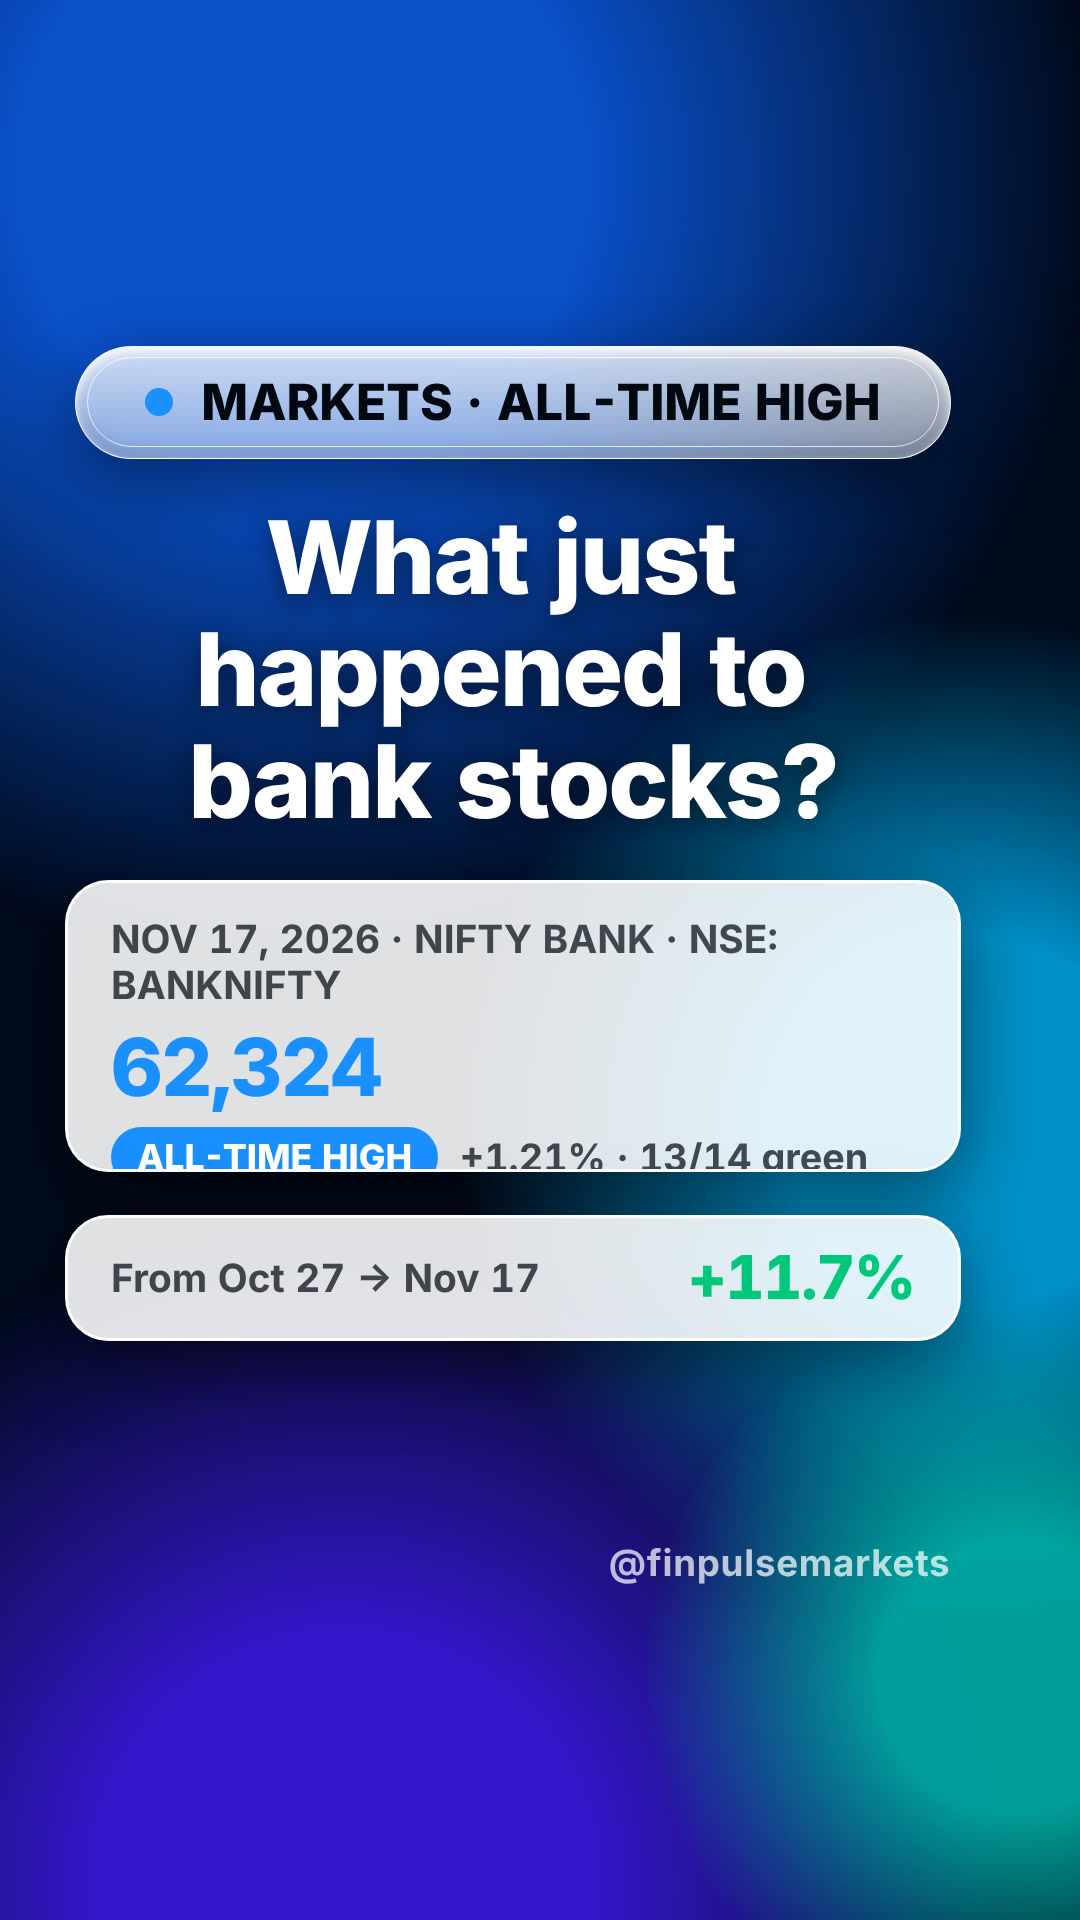 MARKETS · ALL-TIME HIGH
What just
happened to
bank stocks?
NOV 17, 2026 · NIFTY BANK · NSE:
BANKNIFTY
62,324
ALL-TIME HIGH +1.21% · 13/14 green
From Oct 27 → Nov 17 +11.7%
@finpulsemarkets